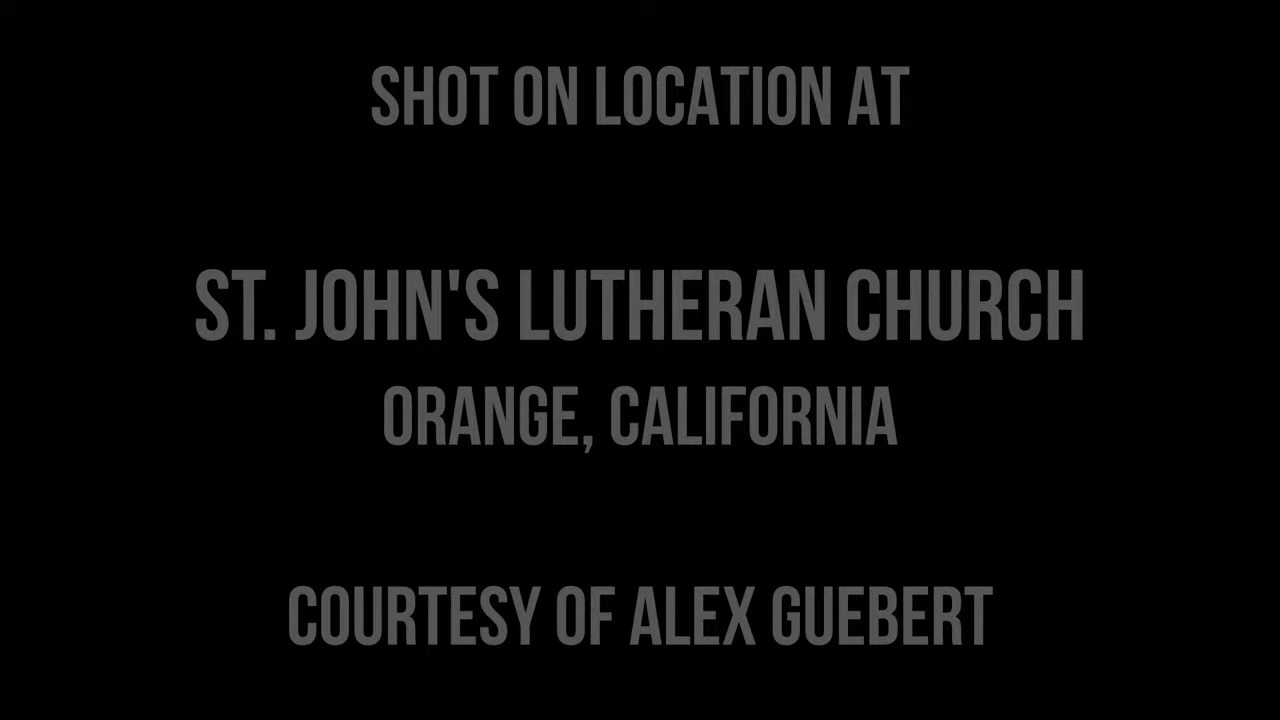 SHOT ON LOCATION AT
ST. JOHN'S LUTHERAN CHURCH
ORANGE, CALIFORNIA
COURTESY OF ALEX GUEBERT